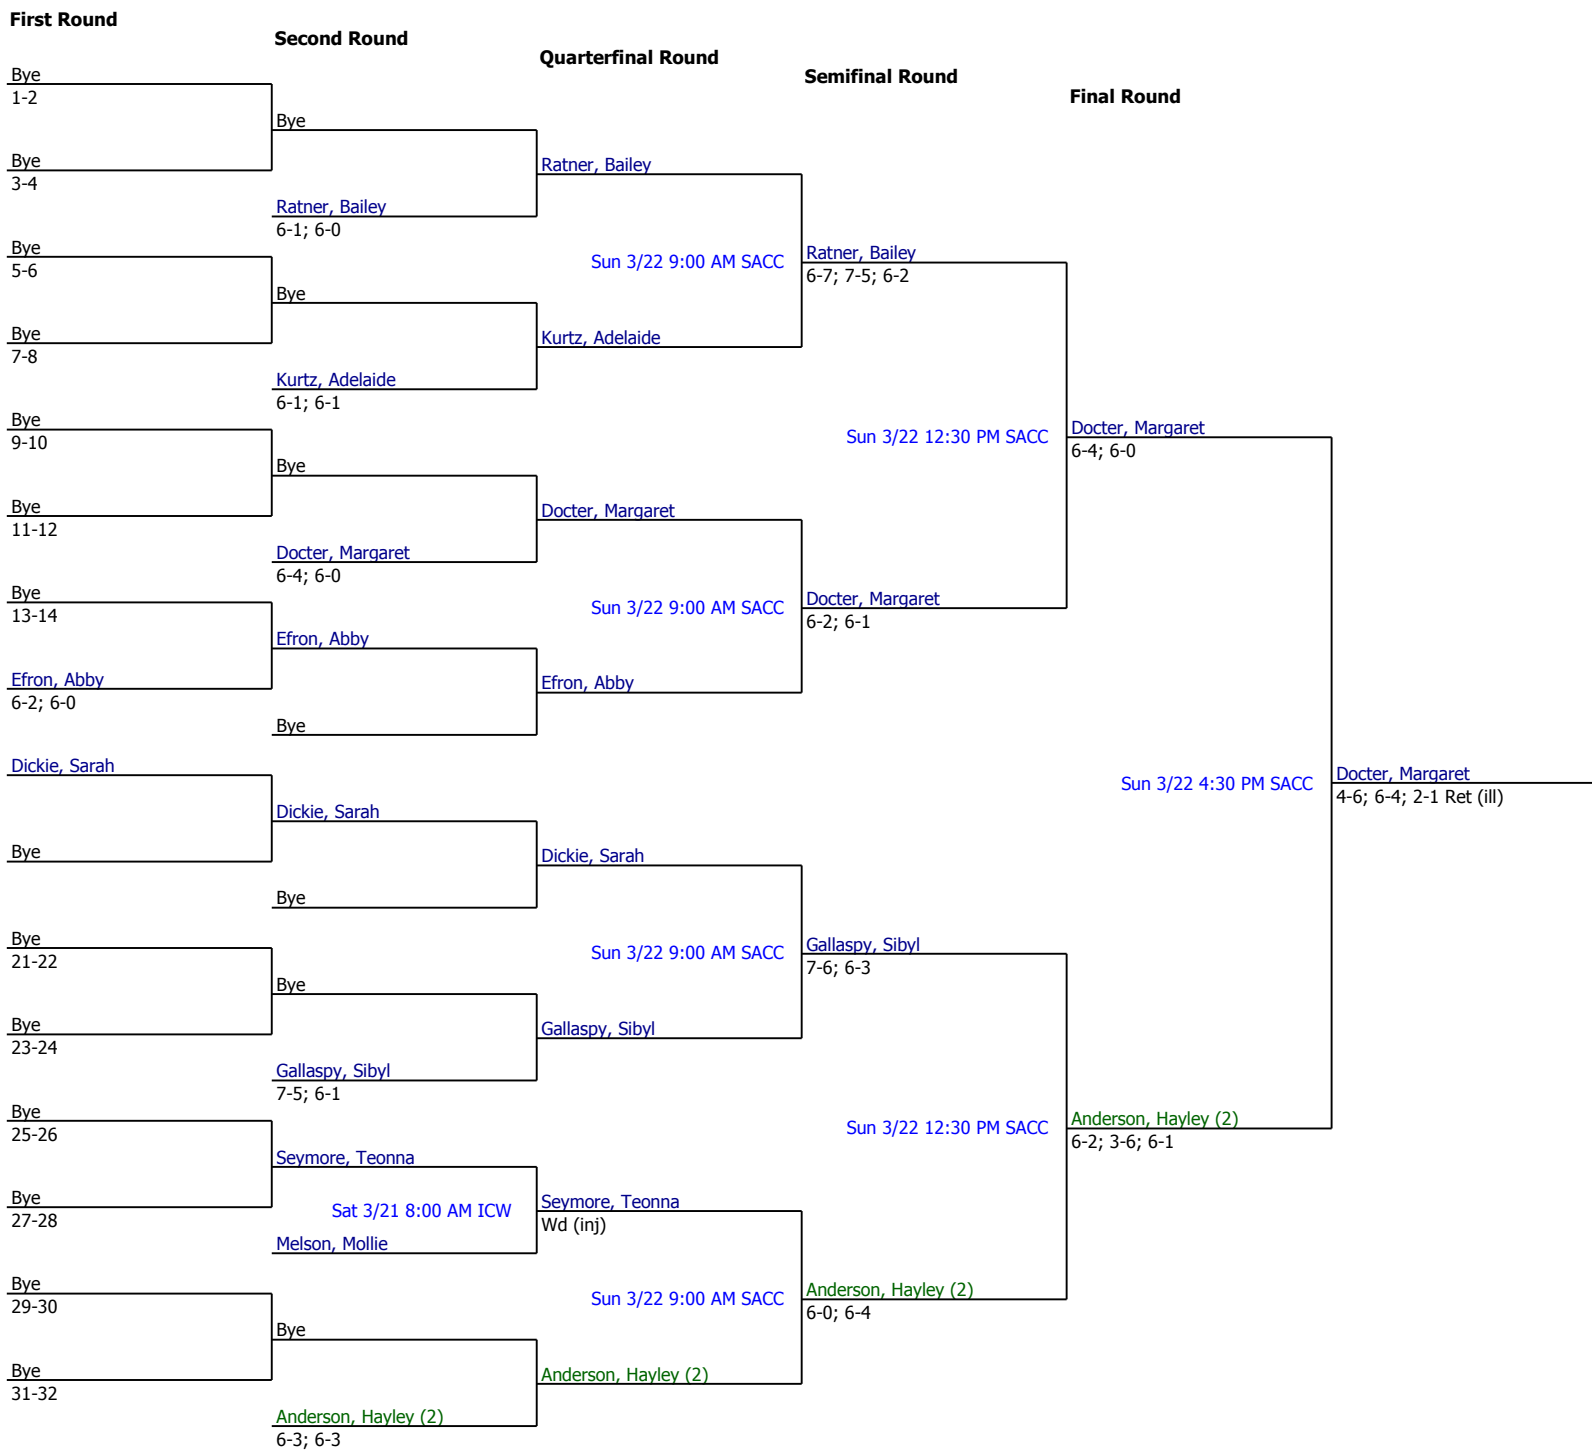 First Round
Second Round
Quarterfinal Round
Semifinal Round
Final Round
Bye
1-2
Bye
Bye
3-4
Ratner, Bailey
Ratner, Bailey
6-1; 6-0
Bye
5-6
Sun 3/22 9:00 AM SACC
Ratner, Bailey
6-7; 7-5; 6-2
Bye
Bye
7-8
Kurtz, Adelaide
Kurtz, Adelaide
6-1; 6-1
Bye
9-10
Sun 3/22 12:30 PM SACC
Docter, Margaret
6-4; 6-0
Bye
Bye
11-12
Docter, Margaret
Docter, Margaret
6-4; 6-0
Bye
13-14
Sun 3/22 9:00 AM SACC
Docter, Margaret
6-2; 6-1
Efron, Abby
Efron, Abby
6-2; 6-0
Efron, Abby
Bye
Dickie, Sarah
Sun 3/22 4:30 PM SACC
Docter, Margaret
4-6; 6-4; 2-1 Ret (ill)
Dickie, Sarah
Bye
Dickie, Sarah
Bye
Bye
21-22
Sun 3/22 9:00 AM SACC
Gallaspy, Sibyl
7-6; 6-3
Bye
Bye
23-24
Gallaspy, Sibyl
Gallaspy, Sibyl
7-5; 6-1
Bye
25-26
Sun 3/22 12:30 PM SACC
Anderson, Hayley (2)
6-2; 3-6; 6-1
Seymore, Teonna
Bye
27-28
Sat 3/21 8:00 AM ICW
Seymore, Teonna
Wd (inj)
Melson, Mollie
Bye
29-30
Sun 3/22 9:00 AM SACC
Anderson, Hayley (2)
6-0; 6-4
Bye
Bye
31-32
Anderson, Hayley (2)
Anderson, Hayley (2)
6-3; 6-3